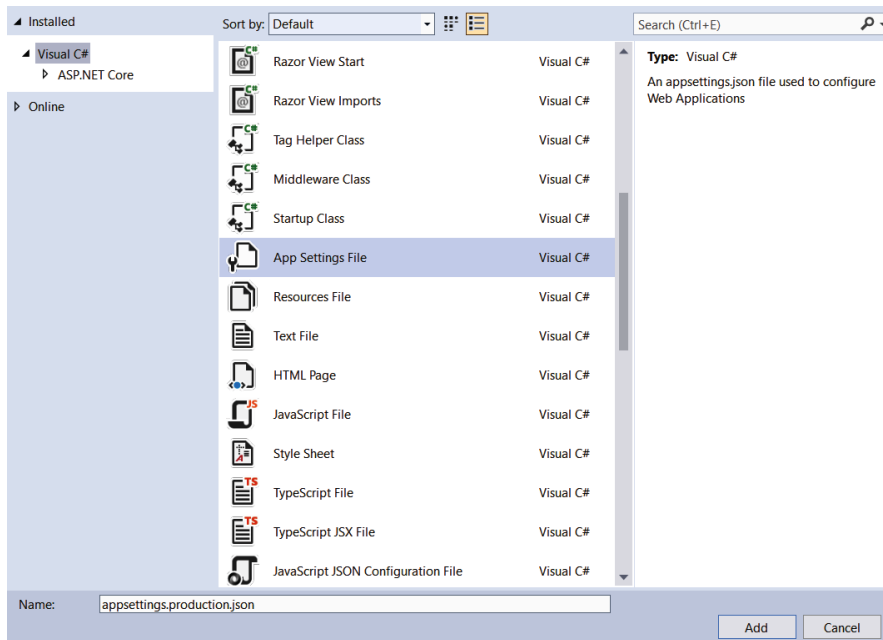 Installed
Sort by: Default
Search (Ctrl+E)
Visual C#
ASP.NET Core
Online
Razor View Start Visual C#
Razor View Imports Visual C#
Tag Helper Class Visual C#
Middleware Class Visual C#
Startup Class Visual C#
App Settings File Visual C#
Resources File Visual C#
Text File Visual C#
HTML Page Visual C#
JavaScript File Visual C#
Style Sheet Visual C#
TypeScript File Visual C#
TypeScript JSX File Visual C#
JavaScript JSON Configuration File Visual C#
Type: Visual C#
An appsettings.json file used to configure
Web Applications
Name: appsettings.production.json
Add Cancel